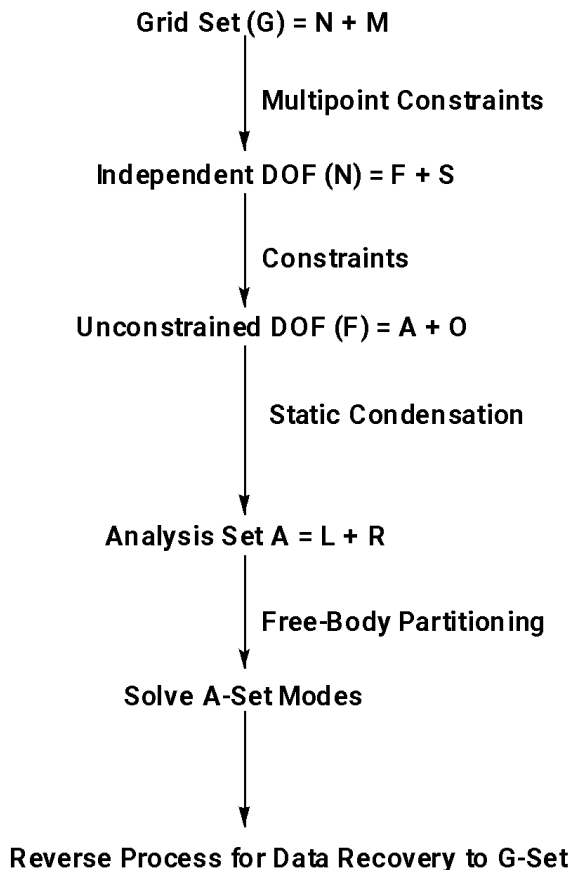 Grid Set (G) = N + M
Multipoint Constraints
Independent DOF (N) = F + S
Constraints
Unconstrained DOF (F) = A + O
Static Condensation
Analysis Set A = L + R
Free-Body Partitioning
Solve A-Set Modes
Reverse Process for Data Recovery to G-Set